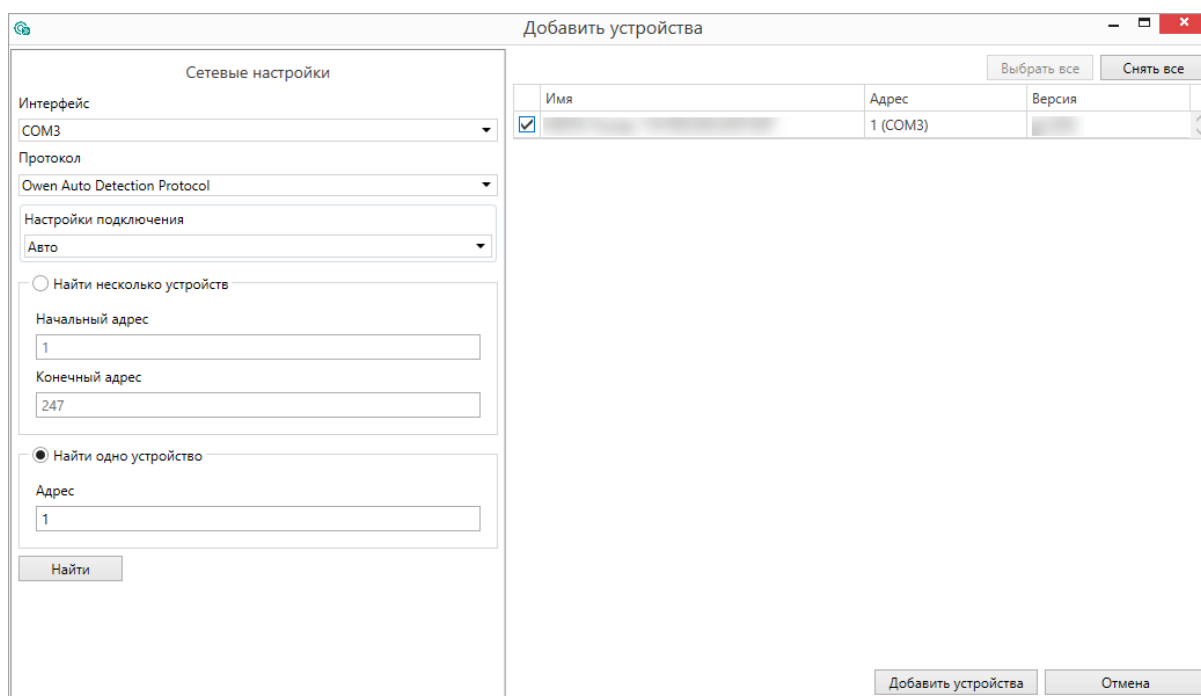 Добавить устройства
Сетевые настройки
Интерфейс
COM3
Протокол
Owen Auto Detection Protocol
Настройки подключения
Авто
Найти несколько устройств
Начальный адрес
1
Конечный адрес
247
Найти одно устройство
Адрес
1
Найти
Выбрать все Снять все
Имя Адрес Версия
1 (COM3)
Добавить устройства Отмена